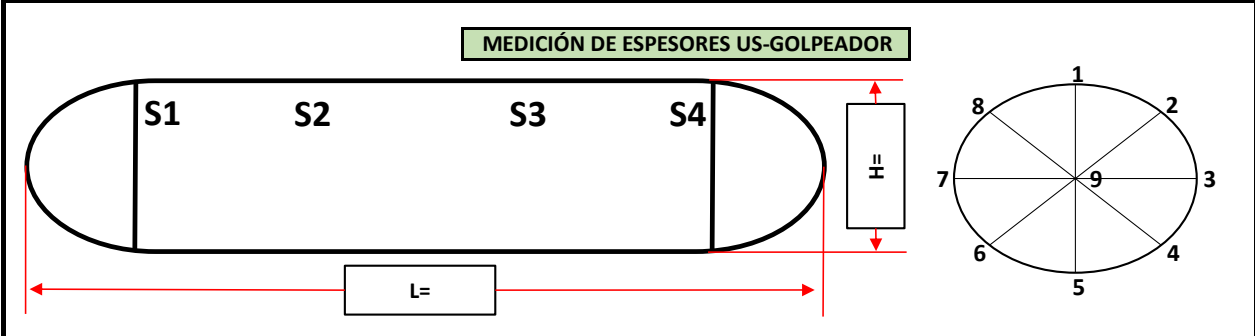 MEDICIÓN DE ESPESORES US-GOLPEADOR
S1 S2 S3 S4
H=
L=
1
2
3
4
5
6
7
8
9